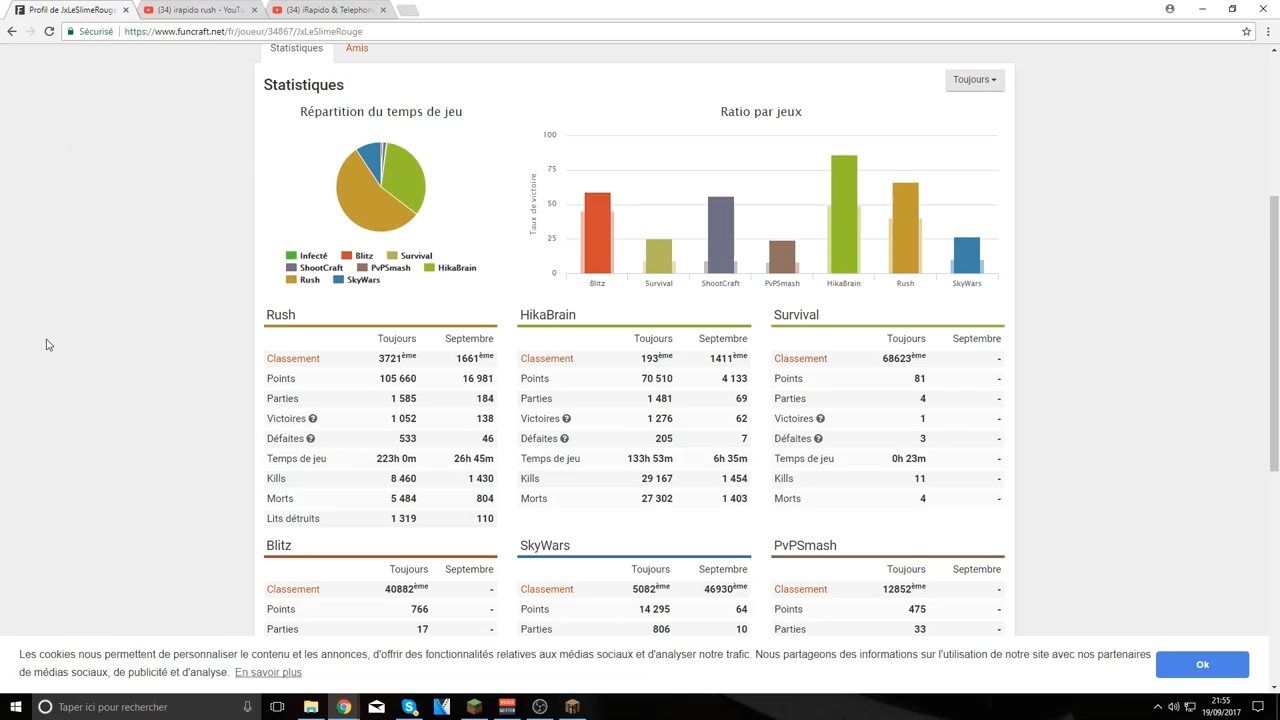 Profil de JxLeSlimeRouge
(34) irapido rush - YouTu
(34) iRapido & Telephon
Sécurisé
https://www.funcraft.net/fr/joueur/34867/JxLeSlimeRouge
Statistiques
Amis
Statistiques
Toujours
Répartition du temps de jeu
Infecté Blitz Survival
ShootCraft PvPSmash HikaBrain
Rush SkyWars
Ratio par jeux
Taux de victoire
100
75
50
25
0
Blitz Survival ShootCraft PvPSmash HikaBrain Rush SkyWars
Rush
Toujours Septembre
Classement 3721ème 1661ème
Points 105 660 16 981
Parties 1 585 184
Victoires 1 052 138
Défaites 533 46
Temps de jeu 223h 0m 26h 45m
Kills 8 460 1 430
Morts 5 484 804
Lits détruits 1 319 110
HikaBrain
Toujours Septembre
Classement 193ème 1411ème
Points 70 510 4 133
Parties 1 481 69
Victoires 1 276 62
Défaites 205 7
Temps de jeu 133h 53m 6h 35m
Kills 29 167 1 454
Morts 27 302 1 403
Survival
Toujours Septembre
Classement 68623ème -
Points 81 -
Parties 4 -
Victoires 1 -
Défaites 3 -
Temps de jeu 0h 23m -
Kills 11 -
Morts 4 -
Blitz
Toujours Septembre
Classement 40882ème -
Points 766 -
Parties 17 -
SkyWars
Toujours Septembre
Classement 5082ème 46930ème
Points 14 295 64
Parties 806 10
PvPSmash
Toujours Septembre
Classement 12852ème -
Points 475 -
Parties 33 -
Les cookies nous permettent de personnaliser le contenu et les annonces, d'offrir des fonctionnalités relatives aux médias sociaux et d'analyser notre trafic. Nous partageons des informations sur l'utilisation de notre site avec nos partenaires
de médias sociaux, de publicité et d'analyse. En savoir plus
Ok
Taper ici pour rechercher
21:55
19/09/2017